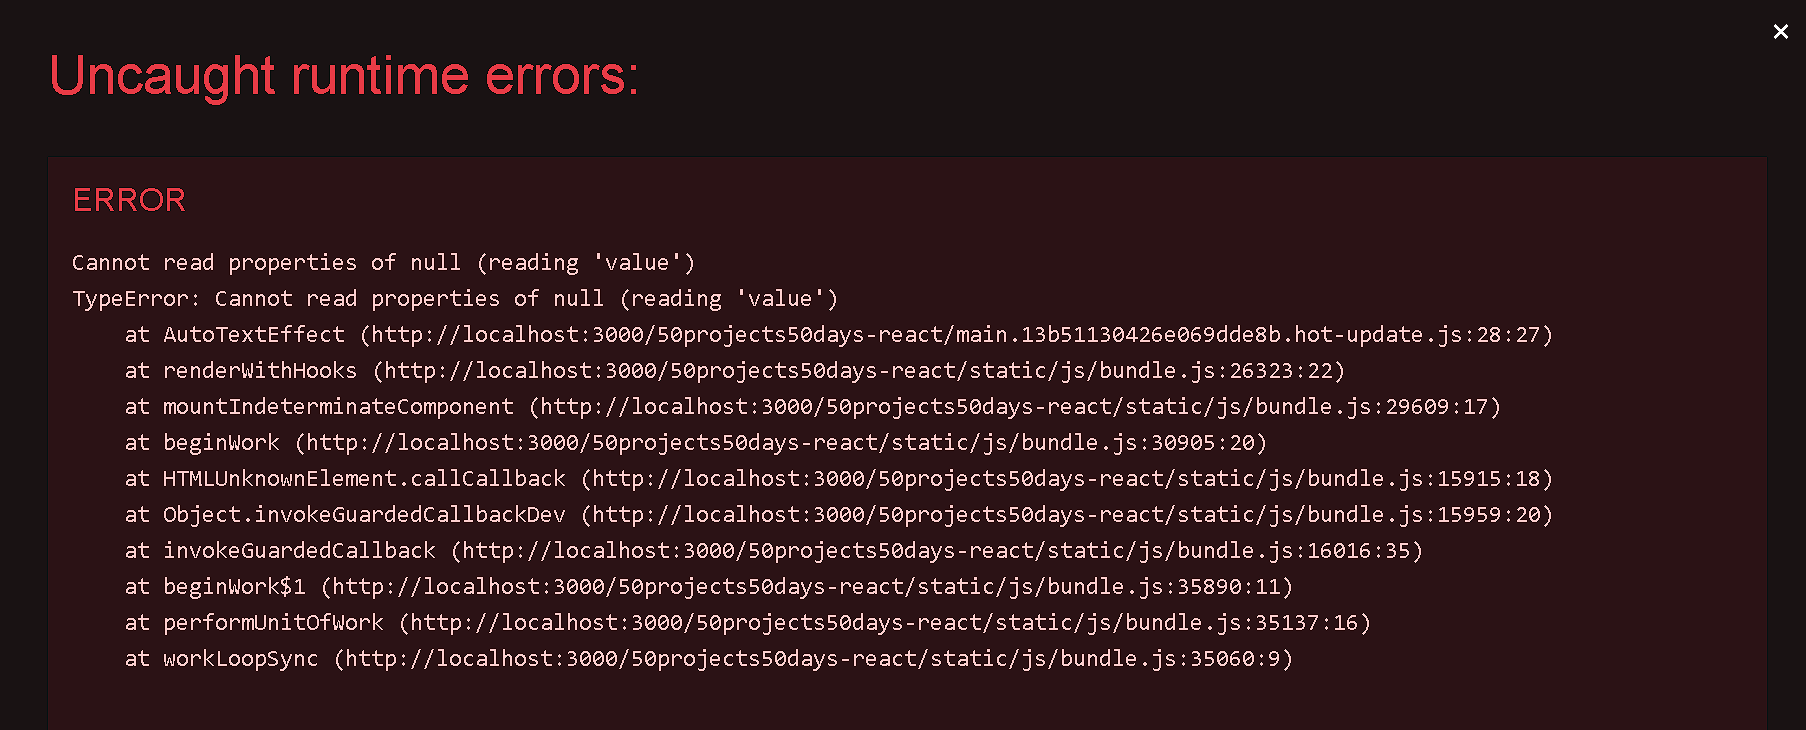 ×
Uncaught runtime errors:
ERROR
Cannot read properties of null (reading 'value')
TypeError: Cannot read properties of null (reading 'value')
    at AutoTextEffect (http://localhost:3000/50projects50days-react/main.13b51130426e069dde8b.hot-update.js:28:27)
    at renderWithHooks (http://localhost:3000/50projects50days-react/static/js/bundle.js:26323:22)
    at mountIndeterminateComponent (http://localhost:3000/50projects50days-react/static/js/bundle.js:29609:17)
    at beginWork (http://localhost:3000/50projects50days-react/static/js/bundle.js:30905:20)
    at HTMLUnknownElement.callCallback (http://localhost:3000/50projects50days-react/static/js/bundle.js:15915:18)
    at Object.invokeGuardedCallbackDev (http://localhost:3000/50projects50days-react/static/js/bundle.js:15959:20)
    at invokeGuardedCallback (http://localhost:3000/50projects50days-react/static/js/bundle.js:16016:35)
    at beginWork$1 (http://localhost:3000/50projects50days-react/static/js/bundle.js:35890:11)
    at performUnitOfWork (http://localhost:3000/50projects50days-react/static/js/bundle.js:35137:16)
    at workLoopSync (http://localhost:3000/50projects50days-react/static/js/bundle.js:35060:9)